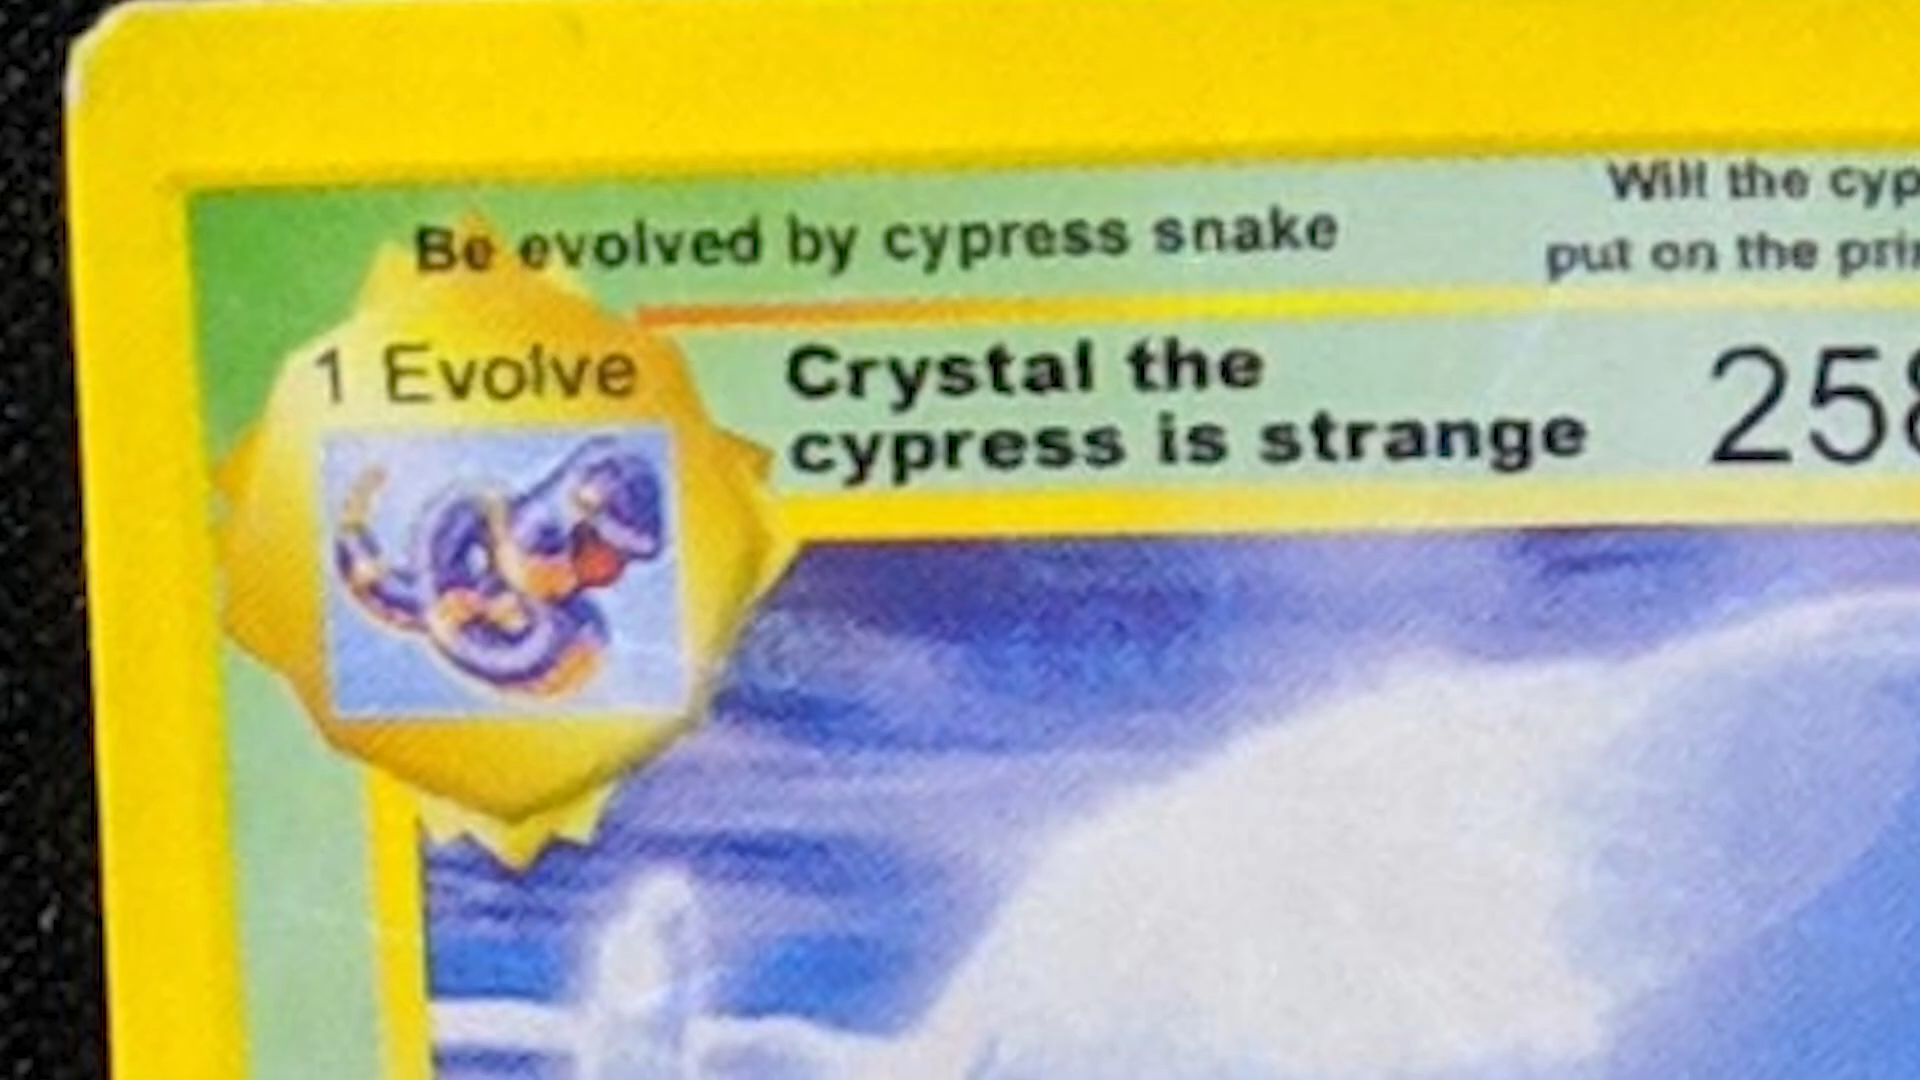 Be evolved by cypress snake
Will the cyp
put on the prin
1 Evolve
Crystal the
cypress is strange
258